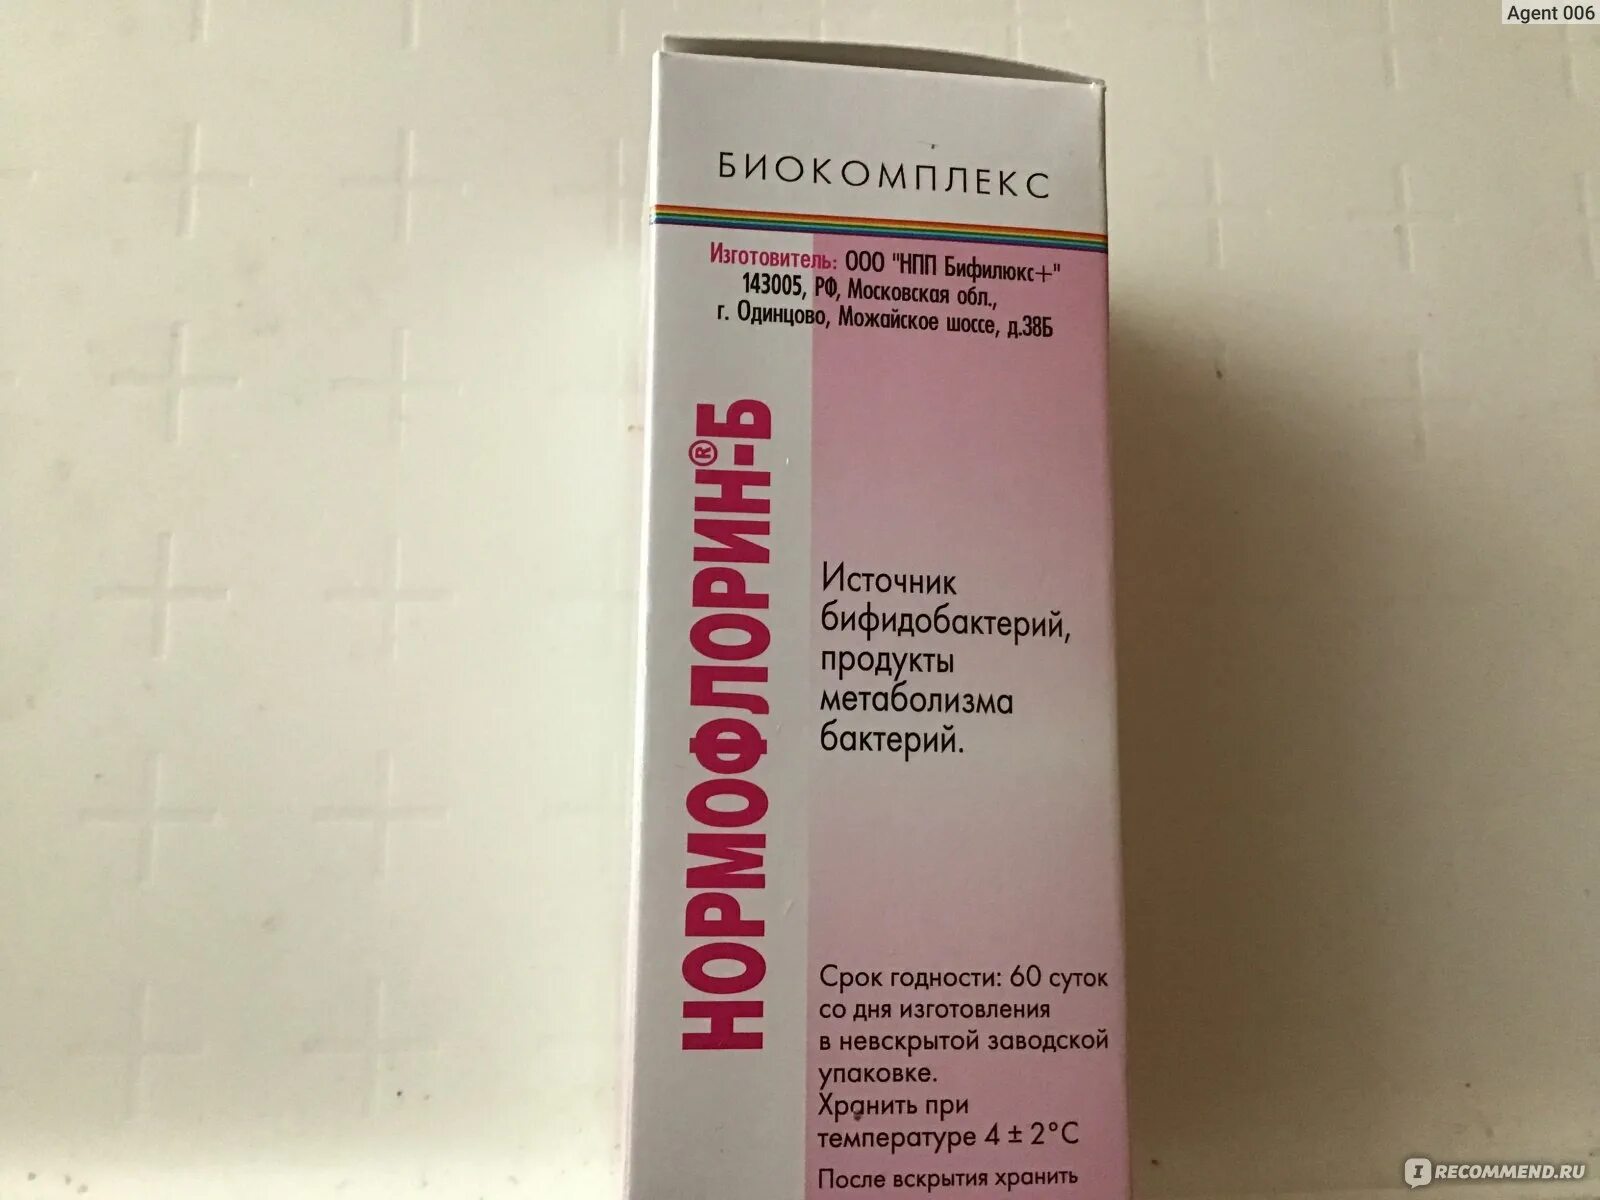 Agent 006
БИОКОМПЛЕКС
Изготовитель: ООО "НПП Бифилюкс+"
143005, РФ, Московская обл.,
г. Одинцово, Можайское шоссе, д.38Б
НОРМОФЛОРИН®-Б
Источник
бифидобактерий,
продукты
метаболизма
бактерий.
Срок годности: 60 суток
со дня изготовления
в невскрытой заводской
упаковке.
Хранить при
температуре 4 ± 2°С
После вскрытия хранить
IRECOMMEND.RU